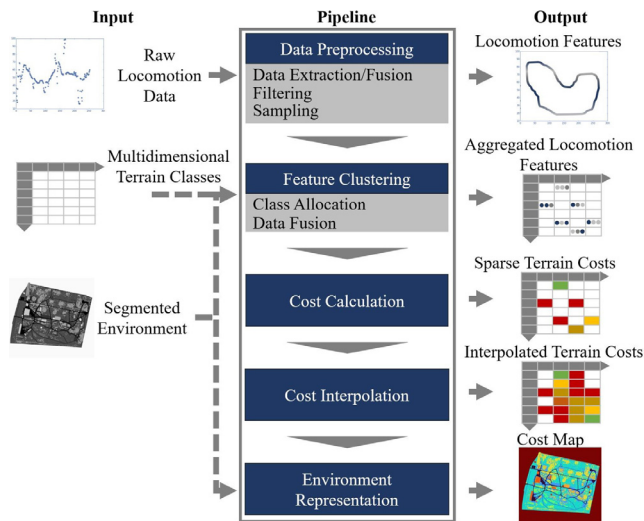 Input
Pipeline
Output
Raw
Locomotion
Data
Data Preprocessing
Data Extraction/Fusion
Filtering
Sampling
Locomotion Features
Multidimensional
Terrain Classes
Feature Clustering
Class Allocation
Data Fusion
Aggregated Locomotion
Features
Segmented
Environment
Cost Calculation
Sparse Terrain Costs
Cost Interpolation
Interpolated Terrain Costs
Environment
Representation
Cost Map